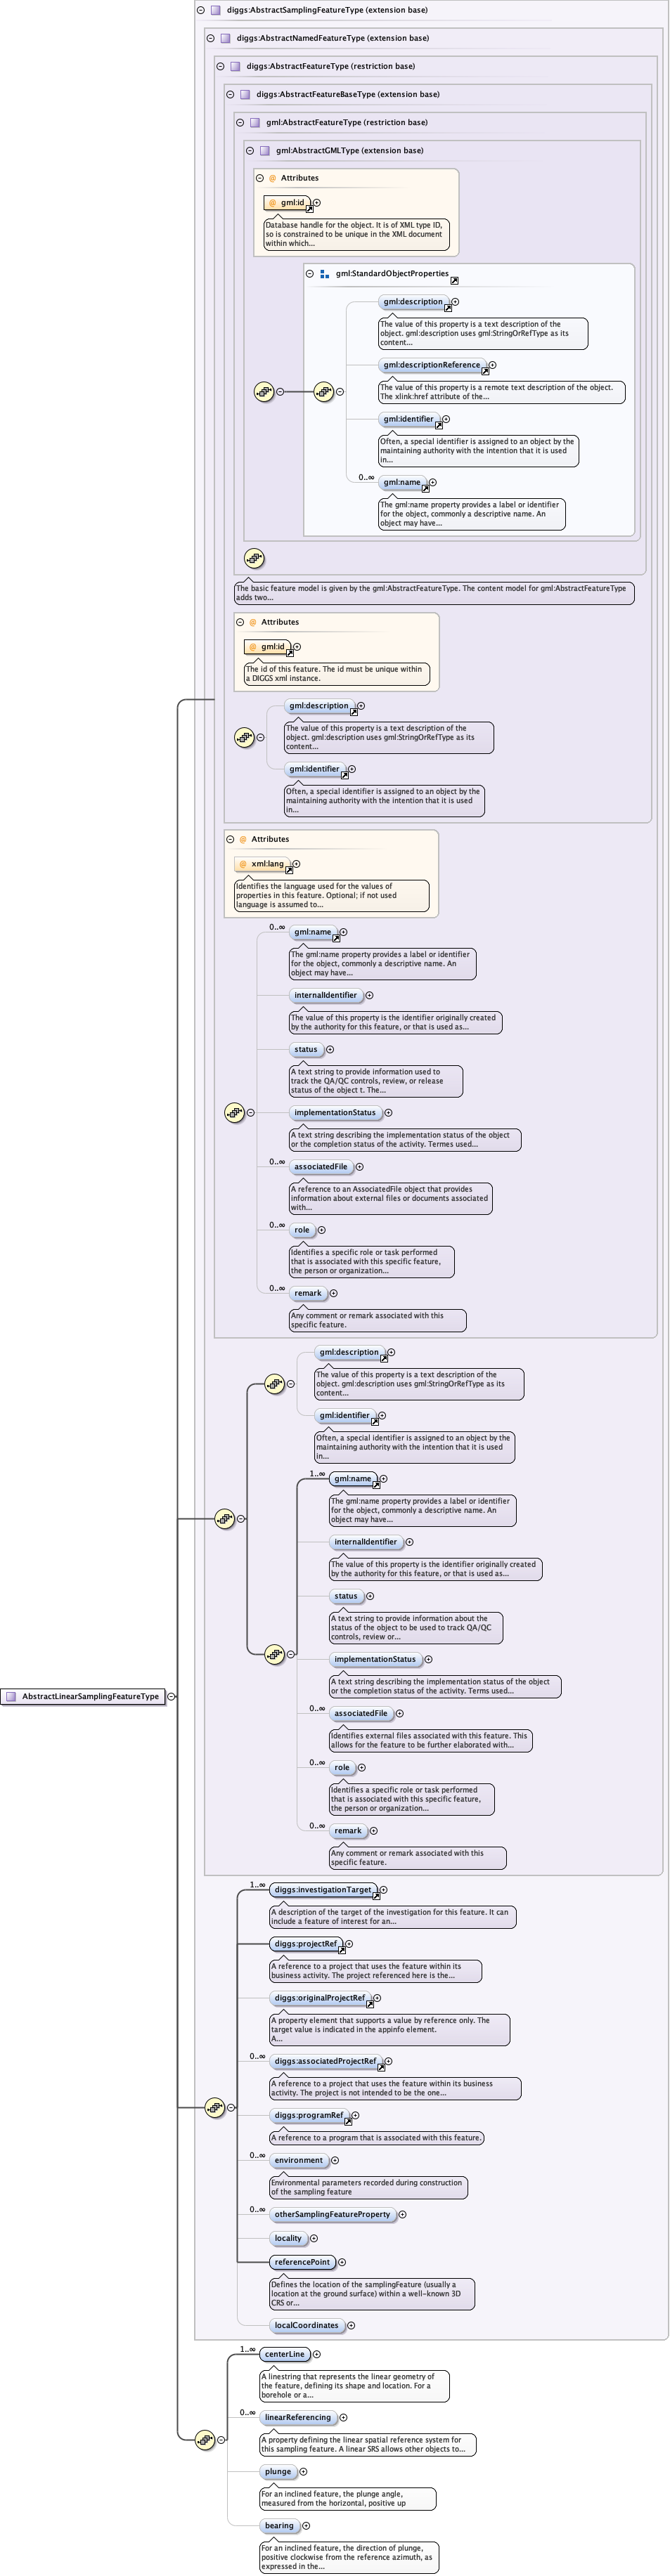 diggs:AbstractSamplingFeatureType (extension base)
diggs:AbstractNamedFeatureType (extension base)
diggs:AbstractFeatureType (restriction base)
diggs:AbstractFeatureBaseType (extension base)
gml:AbstractFeatureType (restriction base)
gml:AbstractGMLType (extension base)
@ Attributes
@ gml:id
Database handle for the object. It is of XML type ID,
so is constrained to be unique in the XML document
within which...
gml:StandardObjectProperties
gml:description
The value of this property is a text description of the
object. gml:description uses gml:StringOrRefType as its
content...
gml:descriptionReference
The value of this property is a remote text description of the object.
The xlink:href attribute of the...
gml:identifier
Often, a special identifier is assigned to an object by the
maintaining authority with the intention that it is used
in...
0..∞
gml:name
The gml:name property provides a label or identifier
for the object, commonly a descriptive name. An
object may have...
The basic feature model is given by the gml:AbstractFeatureType. The content model for gml:AbstractFeatureType
adds two...
@ Attributes
@ gml:id
The id of this feature. The id must be unique within
a DIGGS xml instance.
gml:description
The value of this property is a text description of the
object. gml:description uses gml:StringOrRefType as its
content...
gml:identifier
Often, a special identifier is assigned to an object by the
maintaining authority with the intention that it is used
in...
@ Attributes
@ xml:lang
Identifies the language used for the values of
properties in this feature. Optional; if not used
language is assumed to...
0..∞
gml:name
The gml:name property provides a label or identifier
for the object, commonly a descriptive name. An
object may have...
internalIdentifier
The value of this property is the identifier originally created
by the authority for this feature, or that is used as...
status
A text string to provide information used to
track the QA/QC controls, review, or release
status of the object t. The...
implementationStatus
A text string describing the implementation status of the object
or the completion status of the activity. Termes used...
0..∞
associatedFile
A reference to an AssociatedFile object that provides
information about external files or documents associated
with...
0..∞
role
Identifies a specific role or task performed
that is associated with this specific feature,
the person or organization...
0..∞
remark
Any comment or remark associated with this
specific feature.
gml:description
The value of this property is a text description of the
object. gml:description uses gml:StringOrRefType as its
content...
gml:identifier
Often, a special identifier is assigned to an object by the
maintaining authority with the intention that it is used
in...
1..∞
gml:name
The gml:name property provides a label or identifier
for the object, commonly a descriptive name. An
object may have...
internalIdentifier
The value of this property is the identifier originally created
by the authority for this feature, or that is used as...
status
A text string to provide information about the
status of the object to be used to track QA/QC
controls, review or...
implementationStatus
A text string describing the implementation status of the object
or the completion status of the activity. Terms used...
AbstractLinearSamplingFeatureType
0..∞
associatedFile
Identifies external files associated with this feature. This
allows for the feature to be further elaborated with...
0..∞
role
Identifies a specific role or task performed
that is associated with this specific feature,
the person or organization...
0..∞
remark
Any comment or remark associated with this
specific feature.
1..∞
diggs:investigationTarget
A description of the target of the investigation for this feature. It can
include a feature of interest for an...
diggs:projectRef
A reference to a project that uses the feature within its
business activity. The project referenced here is the...
diggs:originalProjectRef
A property element that supports a value by reference only. The
target value is indicated in the appinfo element.
A...
0..∞
diggs:associatedProjectRef
A reference to a project that uses the feature within its business
activity. The project is not intended to be the one...
diggs:programRef
A reference to a program that is associated with this feature.
0..∞
environment
Environmental parameters recorded during construction
of the sampling feature
0..∞
otherSamplingFeatureProperty
locality
referencePoint
Defines the location of the samplingFeature (usually a
location at the ground surface) within a well-known 3D
CRS or...
localCoordinates
1..∞
centerLine
A linestring that represents the linear geometry of
the feature, defining its shape and location. For a
borehole or a...
0..∞
linearReferencing
A property defining the linear spatial reference system for
this sampling feature. A linear SRS allows other objects to...
plunge
For an inclined feature, the plunge angle,
measured from the horizontal, positive up
bearing
For an inclined feature, the direction of plunge,
positive clockwise from the reference azimuth, as
expressed in the...